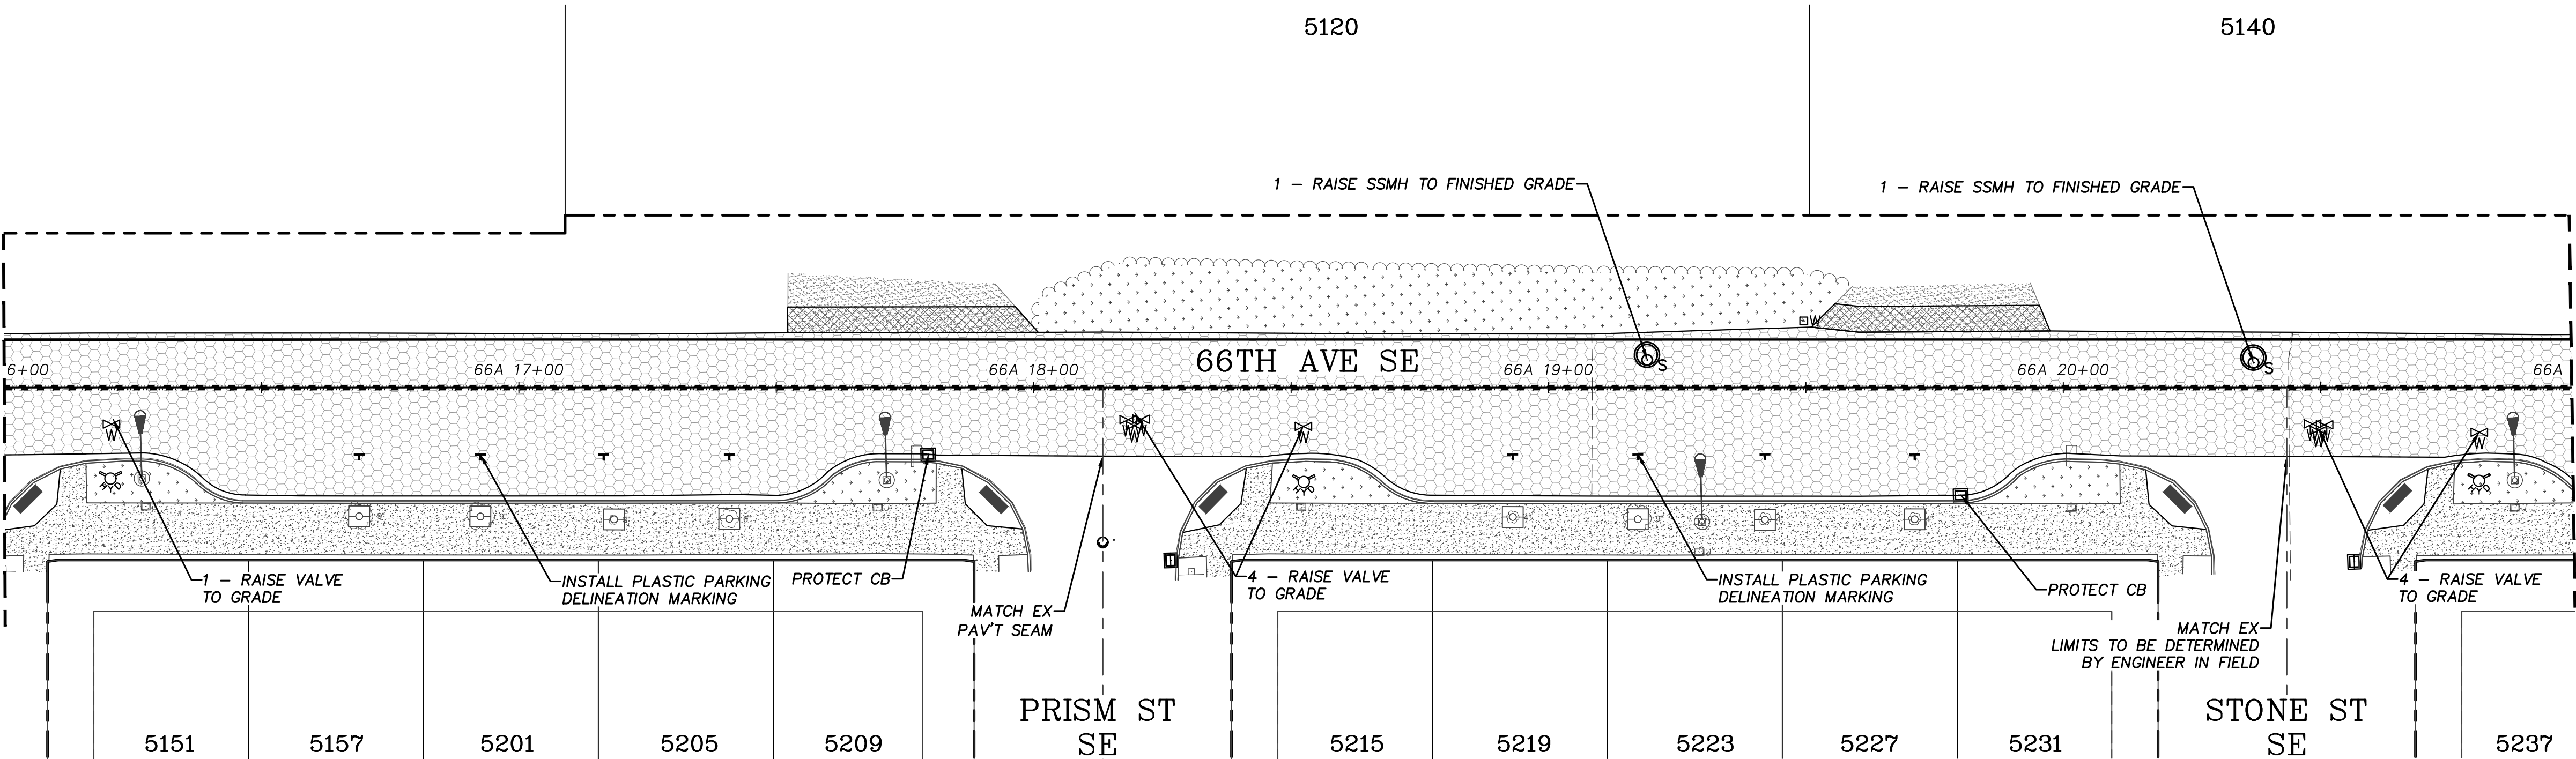 5120
5140
1 – RAISE SSMH TO FINISHED GRADE
1 – RAISE SSMH TO FINISHED GRADE
W
66TH AVE SE
6+00
66A 17+00
66A 18+00
66A 19+00
66A 20+00
66A
S
S
W
W
W
W
W
W
W
W
1 – RAISE VALVE
TO GRADE
INSTALL PLASTIC PARKING
DELINEATION MARKING
PROTECT CB
MATCH EX
PAV'T SEAM
4 – RAISE VALVE
TO GRADE
INSTALL PLASTIC PARKING
DELINEATION MARKING
PROTECT CB
MATCH EX
LIMITS TO BE DETERMINED
BY ENGINEER IN FIELD
4 – RAISE VALVE
TO GRADE
PRISM ST
SE
STONE ST
SE
5151
5157
5201
5205
5209
5215
5219
5223
5227
5231
5237